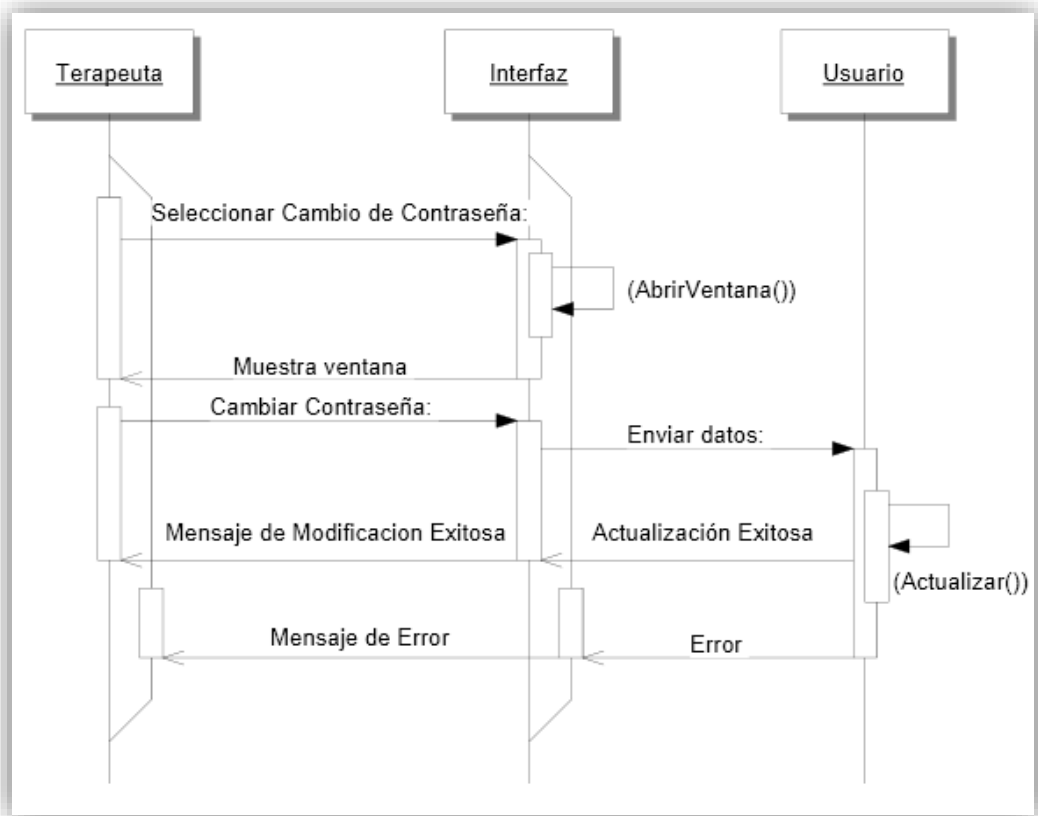 Terapeuta
Interfaz
Usuario
Seleccionar Cambio de Contraseña:
(AbrirVentana())
Muestra ventana
Cambiar Contraseña:
Enviar datos:
Mensaje de Modificacion Exitosa
Actualización Exitosa
(Actualizar())
Mensaje de Error
Error